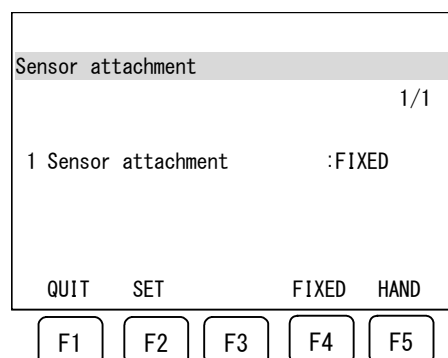 Sensor attachment
1/1
1 Sensor attachment :FIXED
QUIT SET FIXED HAND
F1 F2 F3 F4 F5